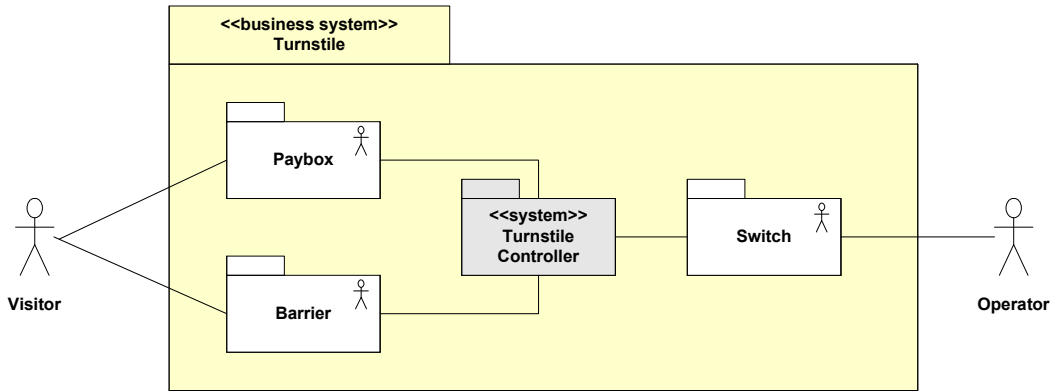 <<business system>>
Turnstile
Paybox
<<system>>
Turnstile
Controller
Switch
Barrier
Visitor
Operator